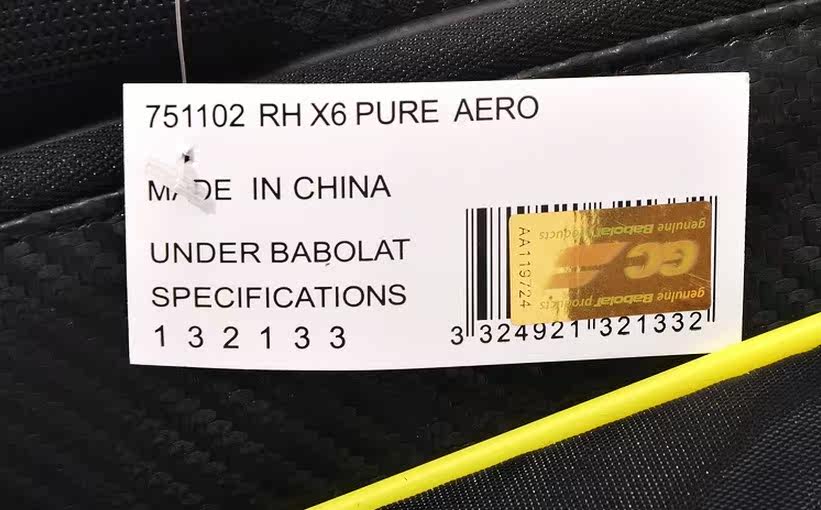 751102 RH X6 PURE AERO
MADE IN CHINA
UNDER BABOLAT
SPECIFICATIONS
1 3 2 1 3 3
3 324921 321332
AA119724
genuine Babolat products
genuine Babolat products